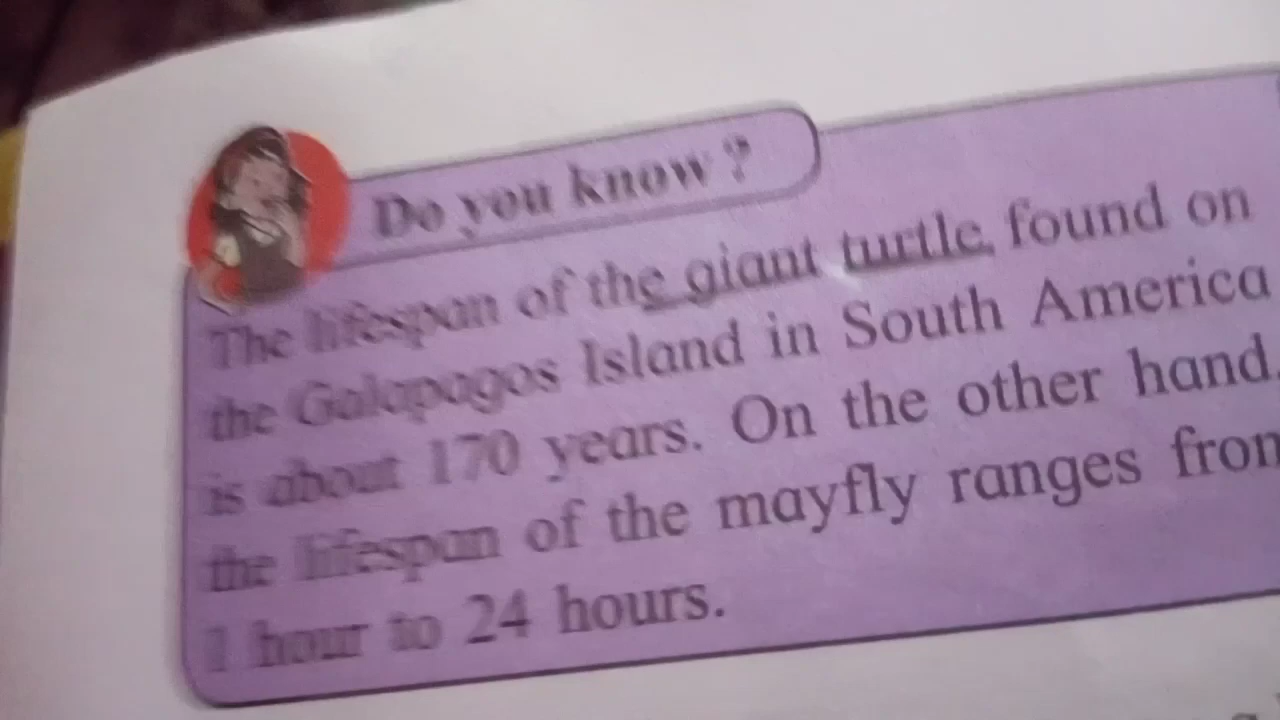 Do you know ?
The lifespan of the giant turtle found on
the Galapagos Island in South America
is about 170 years. On the other hand,
the lifespan of the mayfly ranges from
1 hour to 24 hours.